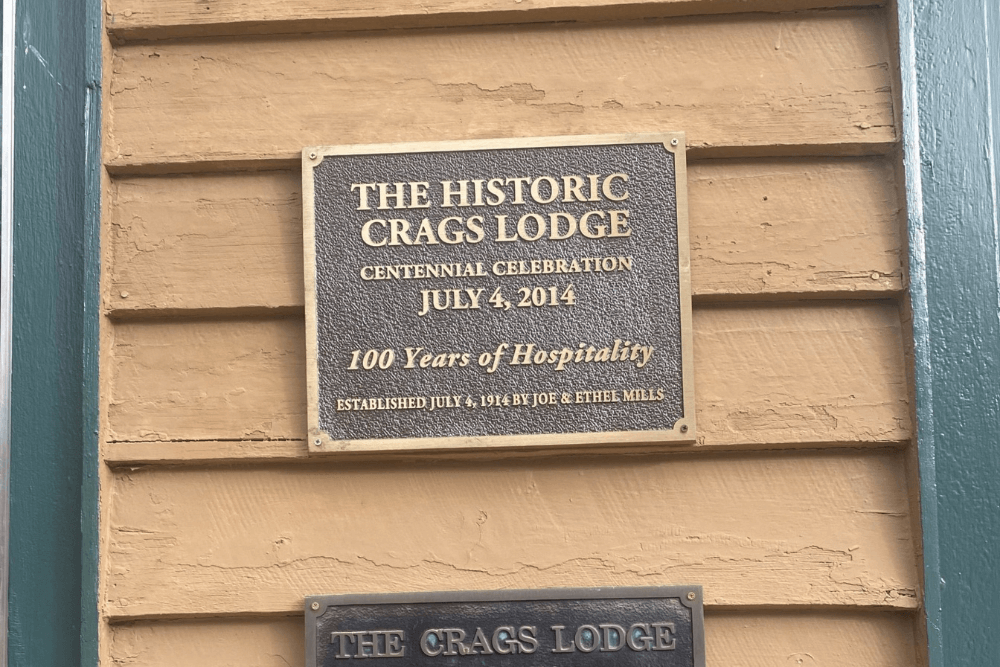 THE HISTORIC
CRAGS LODGE
CENTENNIAL CELEBRATION
JULY 4, 2014
100 Years of Hospitality
ESTABLISHED JULY 4, 1914 BY JOE & ETHEL MILLS
THE CRAGS LODGE